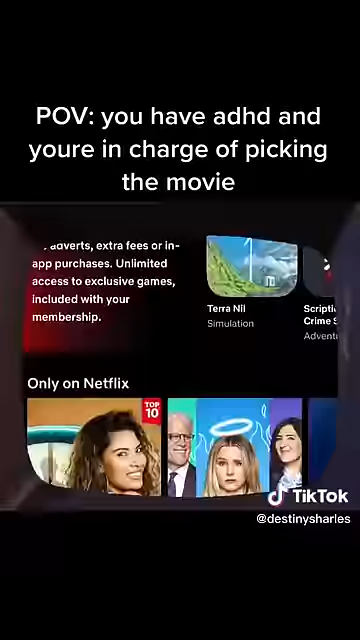 POV: you have adhd and
youre in charge of picking
the movie
adverts, extra fees or in-
app purchases. Unlimited
access to exclusive games,
included with your
membership.
Terra Nil
Simulation
Crime S
Only on Netflix
TOP
10
TikTok
@destinysharles